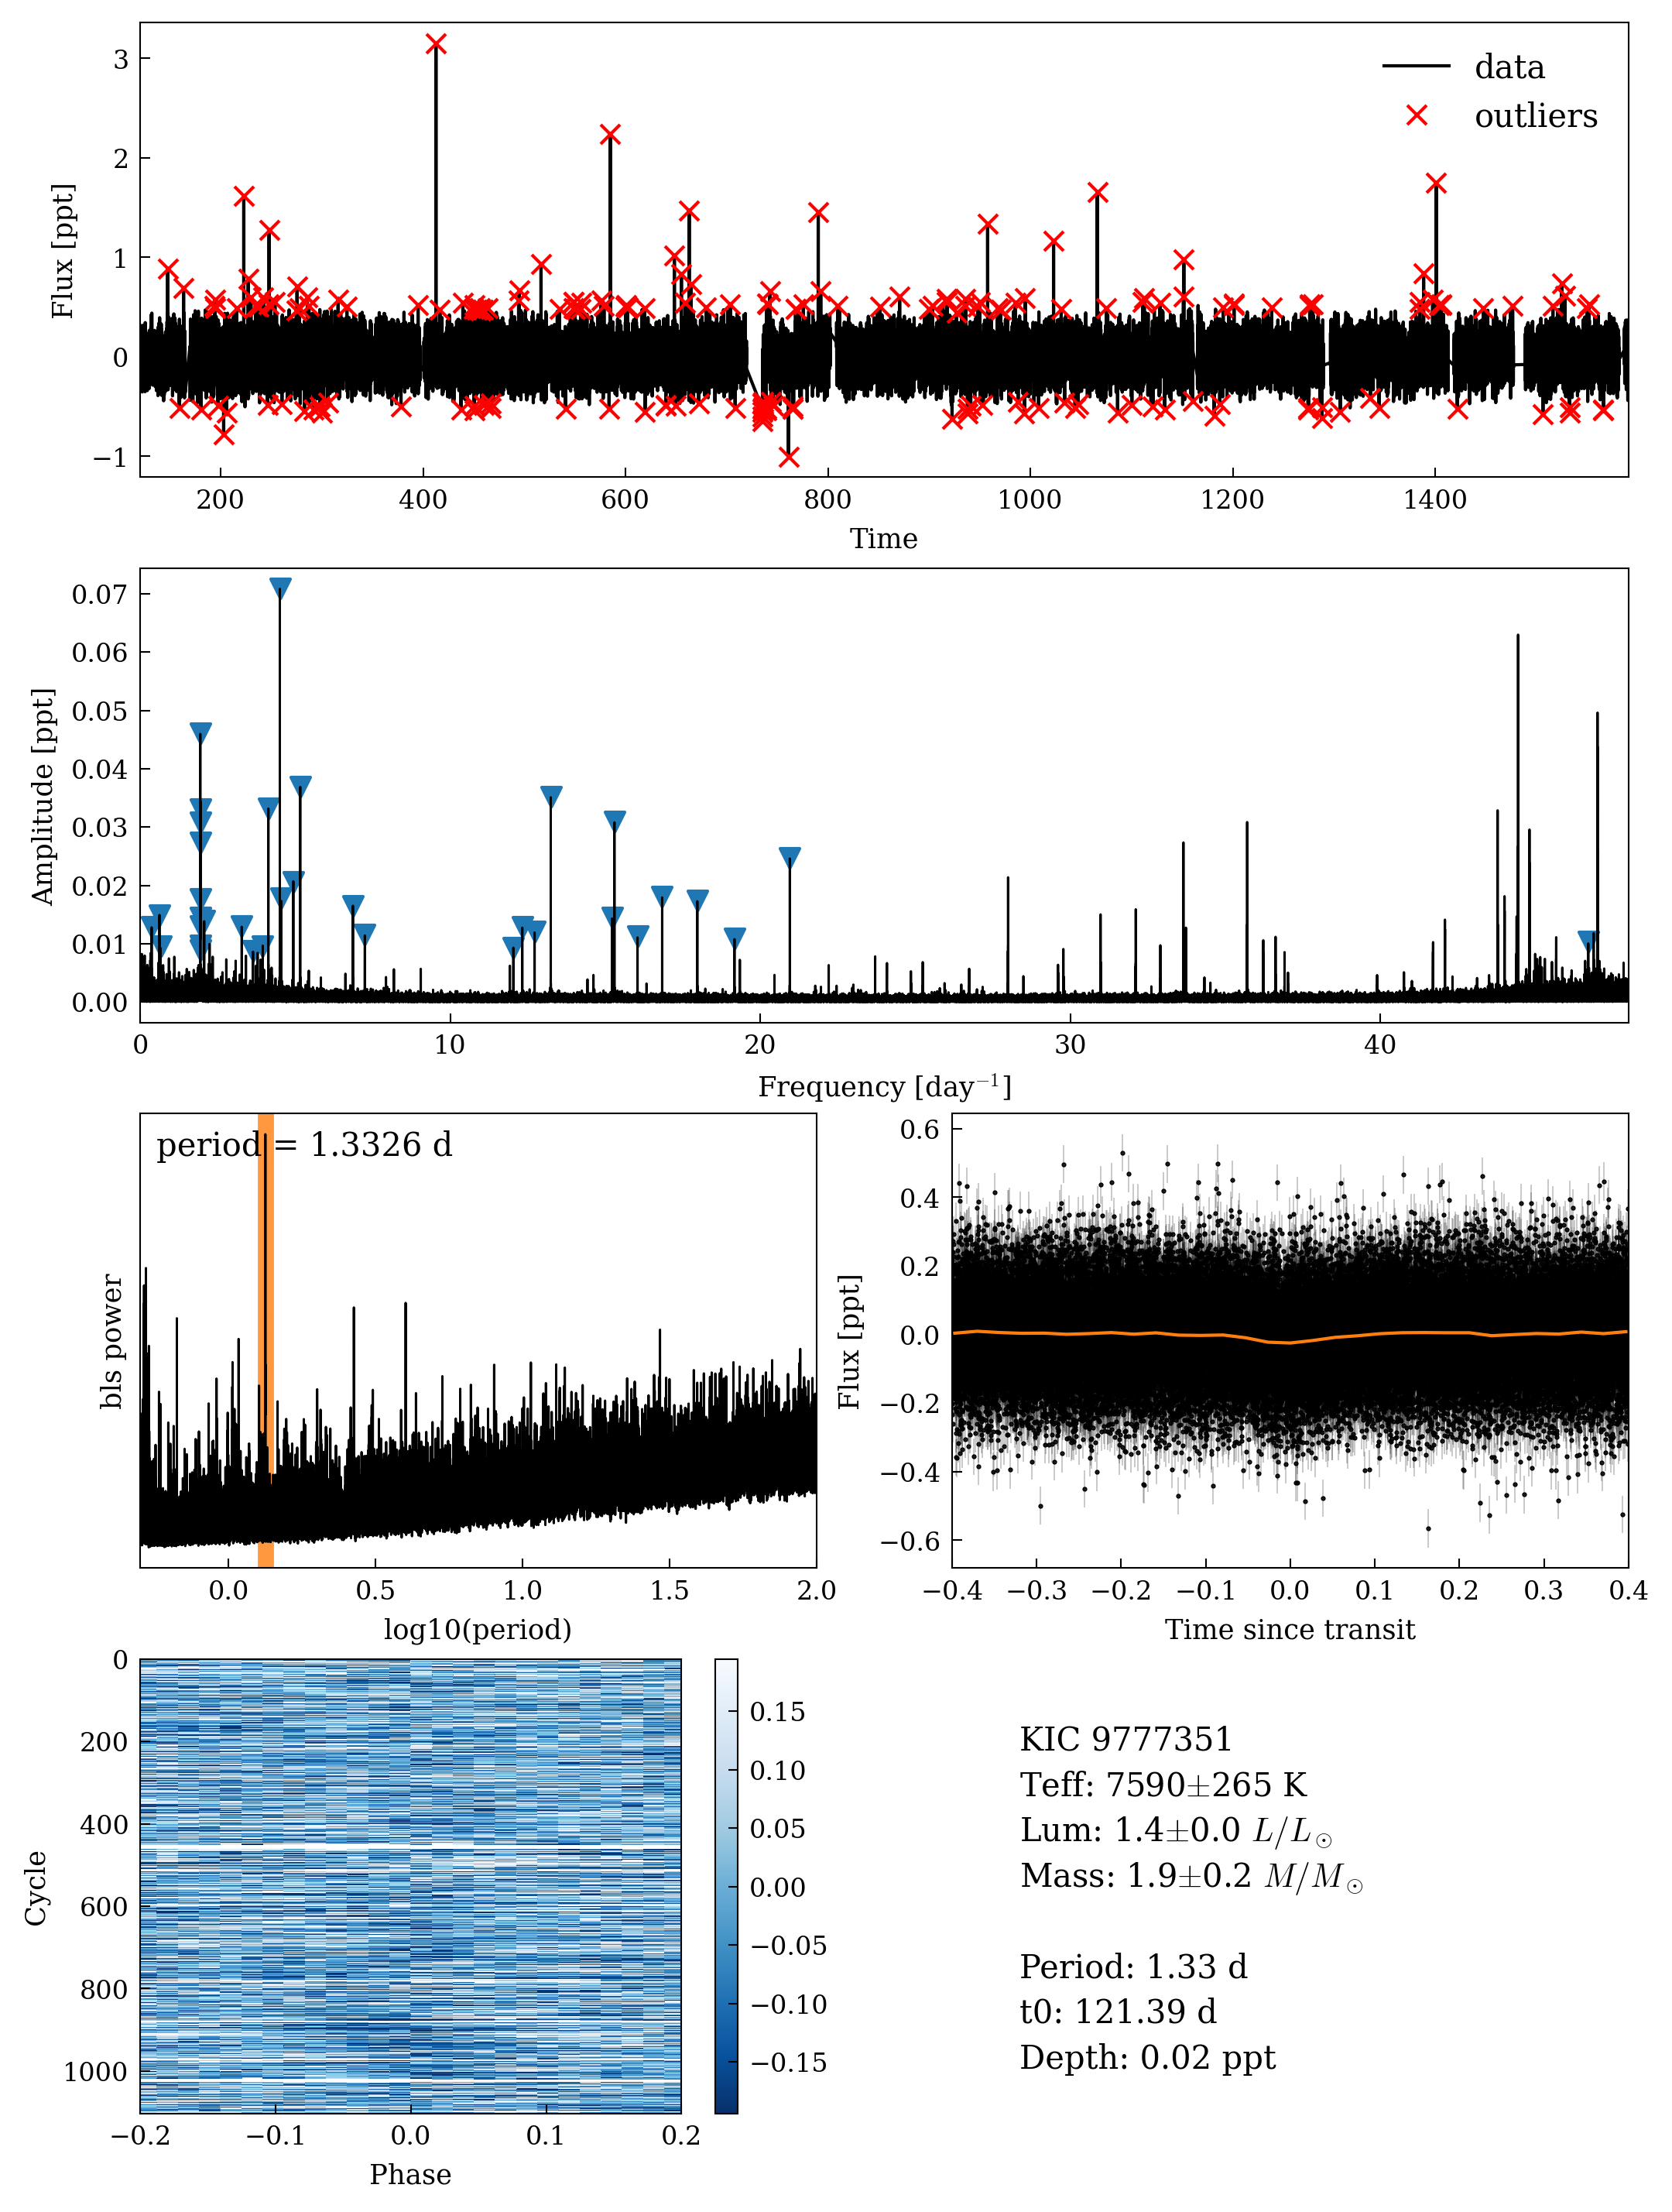 3
2
1
0
−1
Flux [ppt]
data
outliers
200 400 600 800 1000 1200 1400
Time
0.07
0.06
0.05
0.04
0.03
0.02
0.01
0.00
Amplitude [ppt]
0 10 20 30 40
Frequency [day⁻¹]
period = 1.3326 d
bls power
0.0 0.5 1.0 1.5 2.0
log10(period)
0.6
0.4
0.2
0.0
−0.2
−0.4
−0.6
Flux [ppt]
−0.4 −0.3 −0.2 −0.1 0.0 0.1 0.2 0.3 0.4
Time since transit
0
200
400
600
800
1000
Cycle
−0.2 −0.1 0.0 0.1 0.2
Phase
0.15
0.10
0.05
0.00
−0.05
−0.10
−0.15
KIC 9777351
Teff: 7590±265 K
Lum: 1.4±0.0 L/L☉
Mass: 1.9±0.2 M/M☉
Period: 1.33 d
t0: 121.39 d
Depth: 0.02 ppt